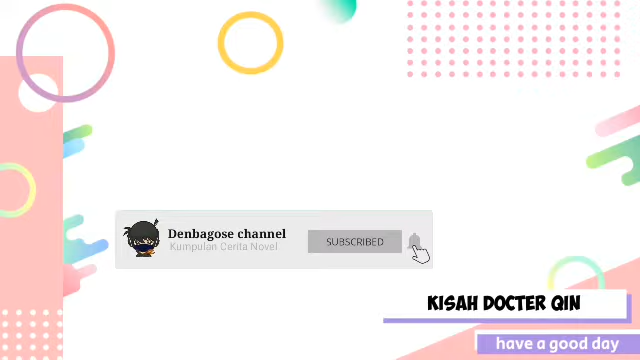 Denbagose channel
Kumpulan Cerita Novel
SUBSCRIBED
KISAH DOCTER QIN
have a good day